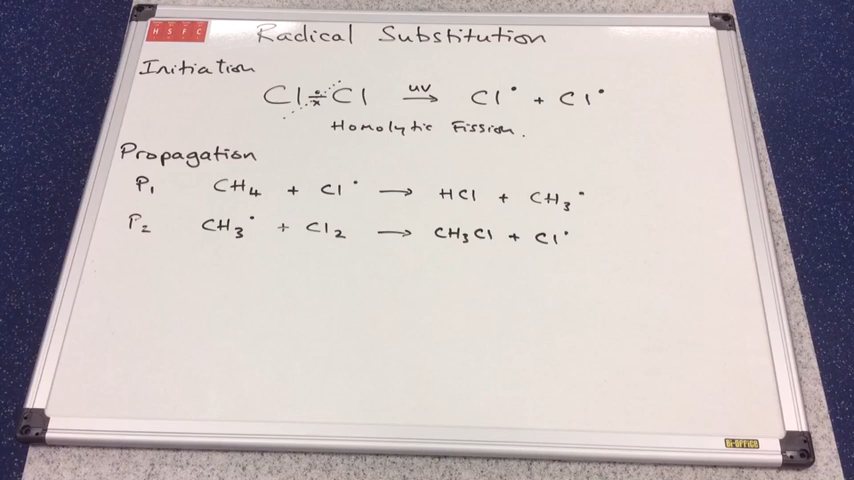 HSFC
Radical Substitution
Initiation
Cl÷Cl uv→ Cl• + Cl•
Homolytic Fission.
Propagation
P₁ CH₄ + Cl• → HCl + CH₃•
P₂ CH₃• + Cl₂ → CH₃Cl + Cl•
Bi-OFFICE